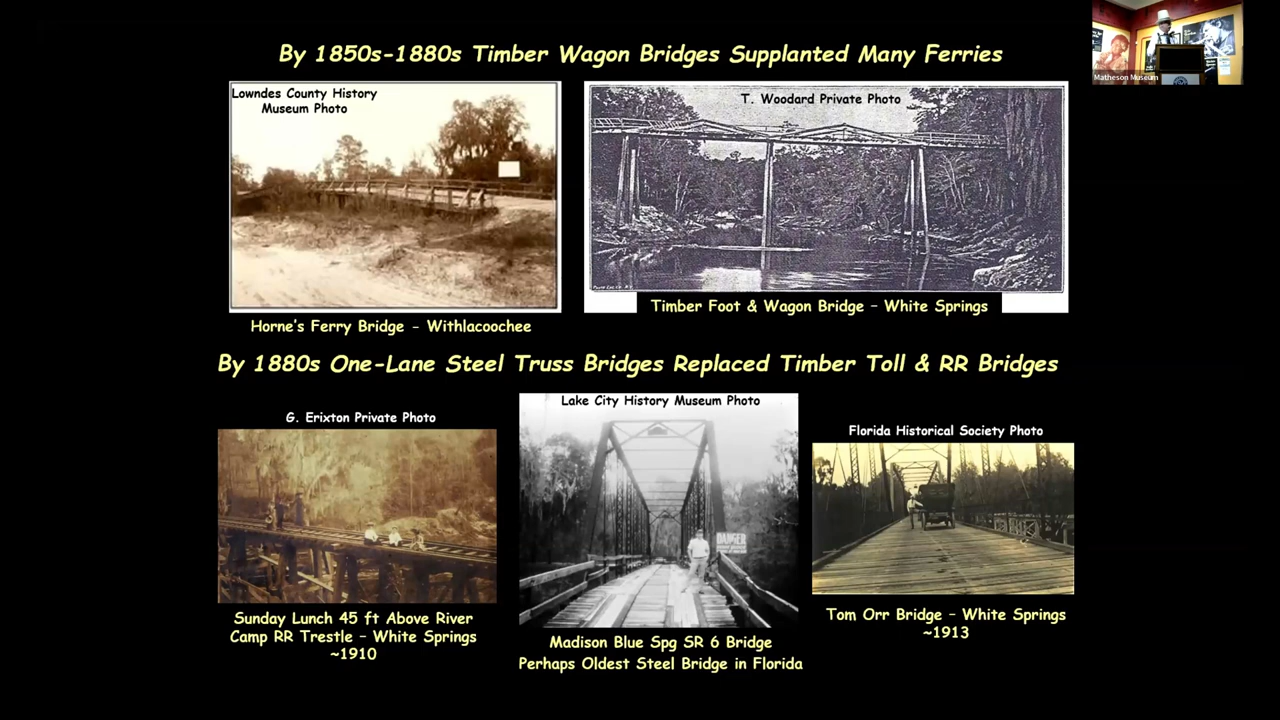 By 1850s-1880s Timber Wagon Bridges Supplanted Many Ferries
Lowndes County History
Museum Photo
T. Woodard Private Photo
Matheson Museum
Timber Foot & Wagon Bridge - White Springs
Horne's Ferry Bridge - Withlacoochee
By 1880s One-Lane Steel Truss Bridges Replaced Timber Toll & RR Bridges
G. Erixton Private Photo
Lake City History Museum Photo
Florida Historical Society Photo
DANGER
Sunday Lunch 45 ft Above River
Camp RR Trestle - White Springs
~1910
Madison Blue Spg SR 6 Bridge
Perhaps Oldest Steel Bridge in Florida
Tom Orr Bridge - White Springs
~1913